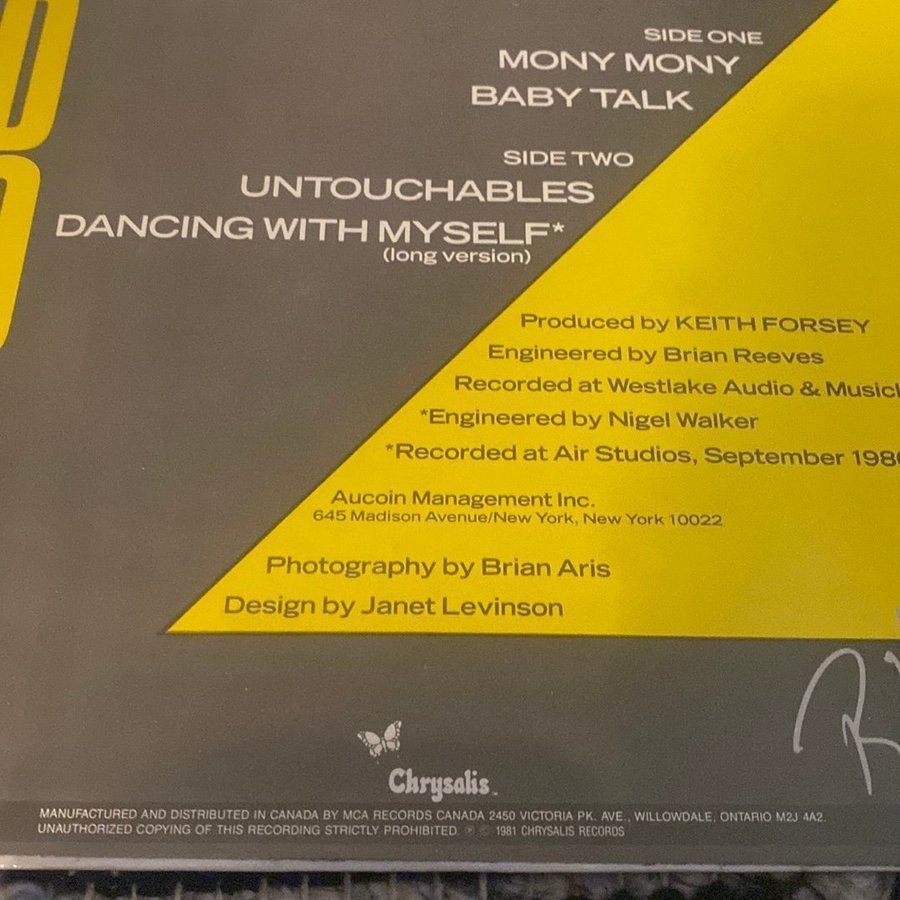 SIDE ONE
MONY MONY
BABY TALK
SIDE TWO
UNTOUCHABLES
DANCING WITH MYSELF*
(long version)
Produced by KEITH FORSEY
Engineered by Brian Reeves
Recorded at Westlake Audio &
*Engineered by Nigel Walker
*Recorded at Air Studios, September
Aucoin Management Inc.
645 Madison Avenue/New York, New York 10022
Photography by Brian Aris
Design by Janet Levinson
Chrysalis
MANUFACTURED AND DISTRIBUTED IN CANADA BY MCA RECORDS CANADA 2450 VICTORIA PK. AVE., WILLOWDALE, ONTARIO M2J 4A2.
UNAUTHORIZED COPYING OF THIS RECORDING STRICTLY PROHIBITED. ℗ © 1981 CHRYSALIS RECORDS